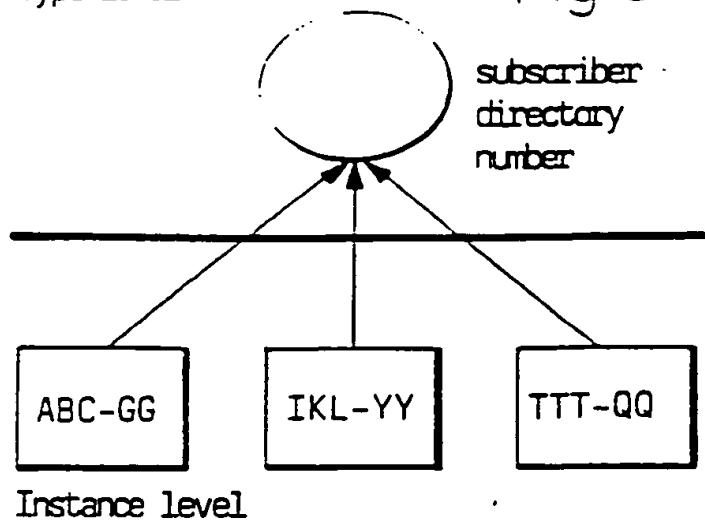 subscriber
directory
number
ABC-GG
IKL-YY
TTT-QQ
Instance level